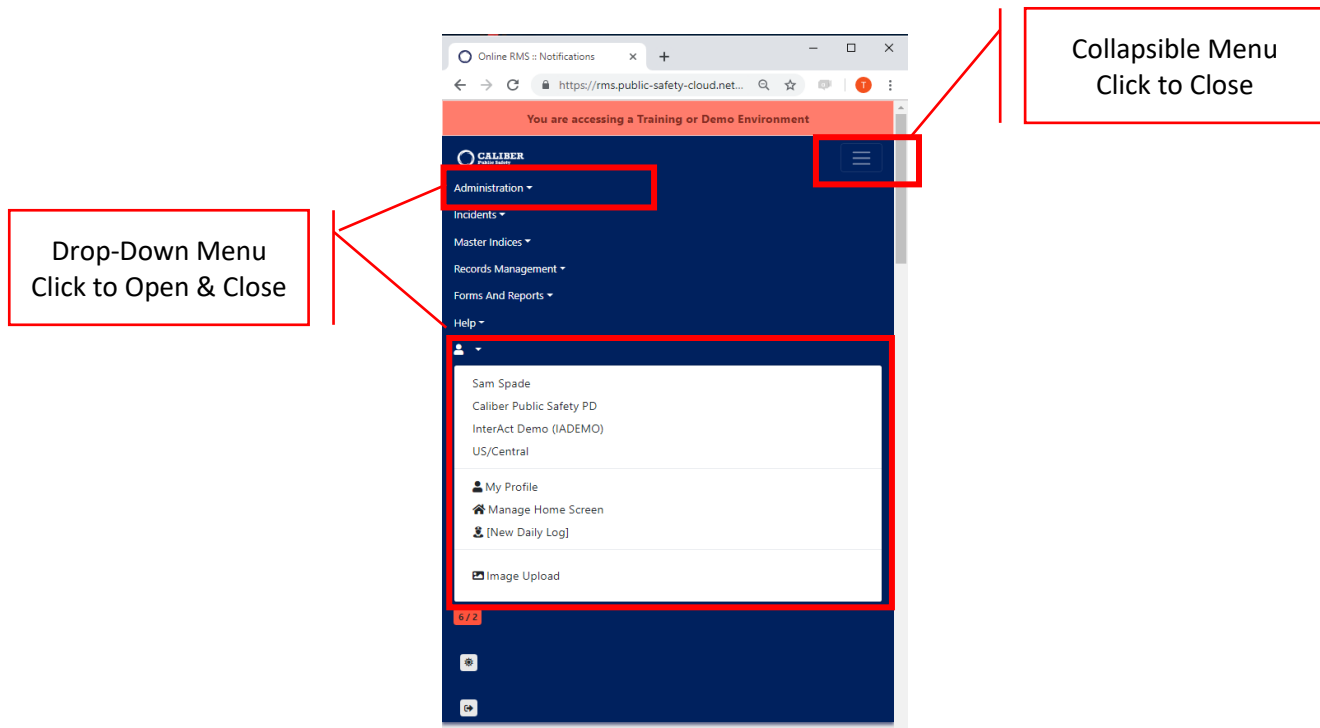 Collapsible Menu
Click to Close
Online RMS :: Notifications
https://rms.public-safety-cloud.net...
T
You are accessing a Training or Demo Environment
CALIBER
Public Safety
Administration
Incidents
Master Indices
Records Management
Forms And Reports
Help
Drop-Down Menu
Click to Open & Close
Sam Spade
Caliber Public Safety PD
InterAct Demo (IADEMO)
US/Central
My Profile
Manage Home Screen
[New Daily Log]
Image Upload
6 / 2